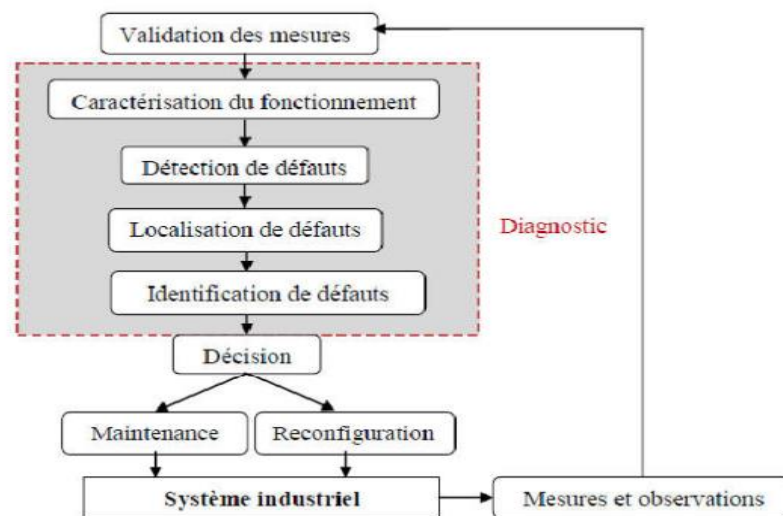 Validation des mesures
Caractérisation du fonctionnement
Détection de défauts
Localisation de défauts
Diagnostic
Identification de défauts
Décision
Maintenance
Reconfiguration
Système industriel
Mesures et observations